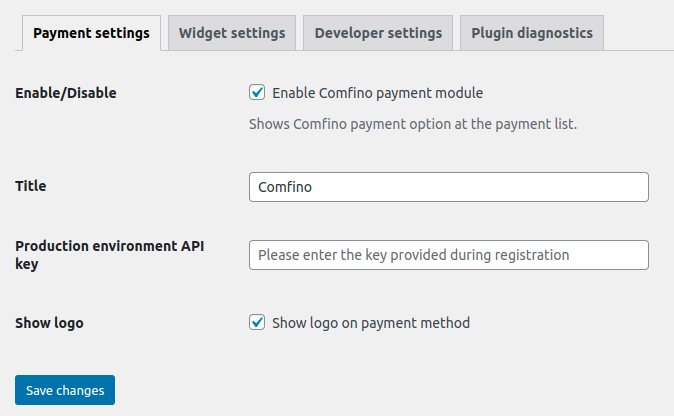 Payment settings Widget settings Developer settings Plugin diagnostics
Enable/Disable Enable Comfino payment module
Shows Comfino payment option at the payment list.
Title Comfino
Production environment API key Please enter the key provided during registration
Show logo Show logo on payment method
Save changes